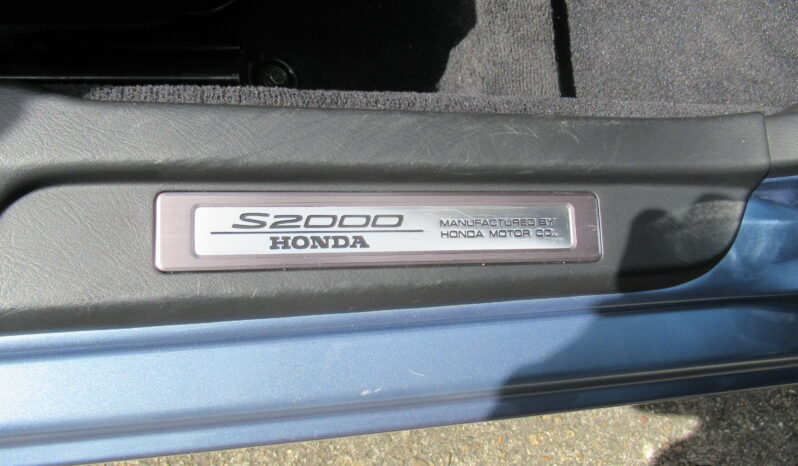 S2000
HONDA
MANUFACTURED BY
HONDA MOTOR CO.,